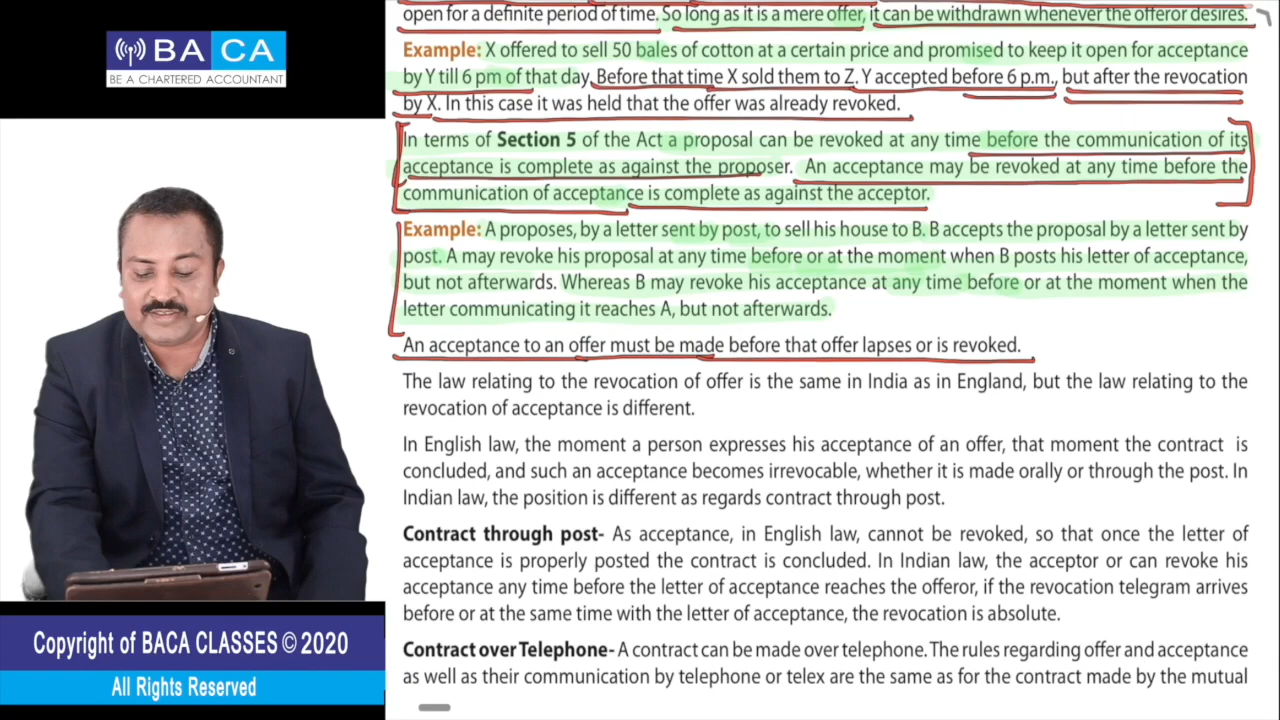 BACA
BE A CHARTERED ACCOUNTANT
open for a definite period of time. So long as it is a mere offer, it can be withdrawn whenever the offeror desires.
Example: X offered to sell 50 bales of cotton at a certain price and promised to keep it open for acceptance
by Y till 6 pm of that day. Before that time X sold them to Z. Y accepted before 6 p.m., but after the revocation
by X. In this case it was held that the offer was already revoked.
In terms of Section 5 of the Act a proposal can be revoked at any time before the communication of its
acceptance is complete as against the proposer. An acceptance may be revoked at any time before the
communication of acceptance is complete as against the acceptor.
Example: A proposes, by a letter sent by post, to sell his house to B. B accepts the proposal by a letter sent by
post. A may revoke his proposal at any time before or at the moment when B posts his letter of acceptance,
but not afterwards. Whereas B may revoke his acceptance at any time before or at the moment when the
letter communicating it reaches A, but not afterwards.
An acceptance to an offer must be made before that offer lapses or is revoked.
The law relating to the revocation of offer is the same in India as in England, but the law relating to the
revocation of acceptance is different.
In English law, the moment a person expresses his acceptance of an offer, that moment the contract is
concluded, and such an acceptance becomes irrevocable, whether it is made orally or through the post. In
Indian law, the position is different as regards contract through post.
Contract through post- As acceptance, in English law, cannot be revoked, so that once the letter of
acceptance is properly posted the contract is concluded. In Indian law, the acceptor or can revoke his
acceptance any time before the letter of acceptance reaches the offeror, if the revocation telegram arrives
before or at the same time with the letter of acceptance, the revocation is absolute.
Contract over Telephone- A contract can be made over telephone. The rules regarding offer and acceptance
as well as their communication by telephone or telex are the same as for the contract made by the mutual
Copyright of BACA CLASSES © 2020
All Rights Reserved